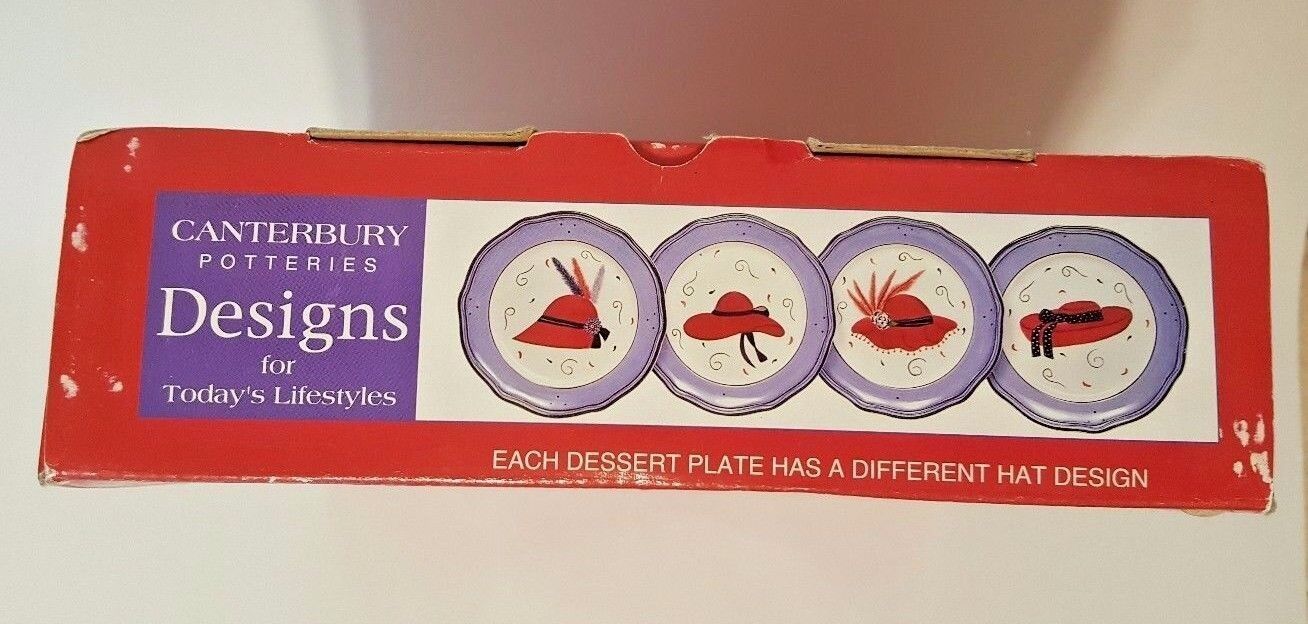 CANTERBURY
POTTERIES
Designs
for
Today's Lifestyles
EACH DESSERT PLATE HAS A DIFFERENT HAT DESIGN